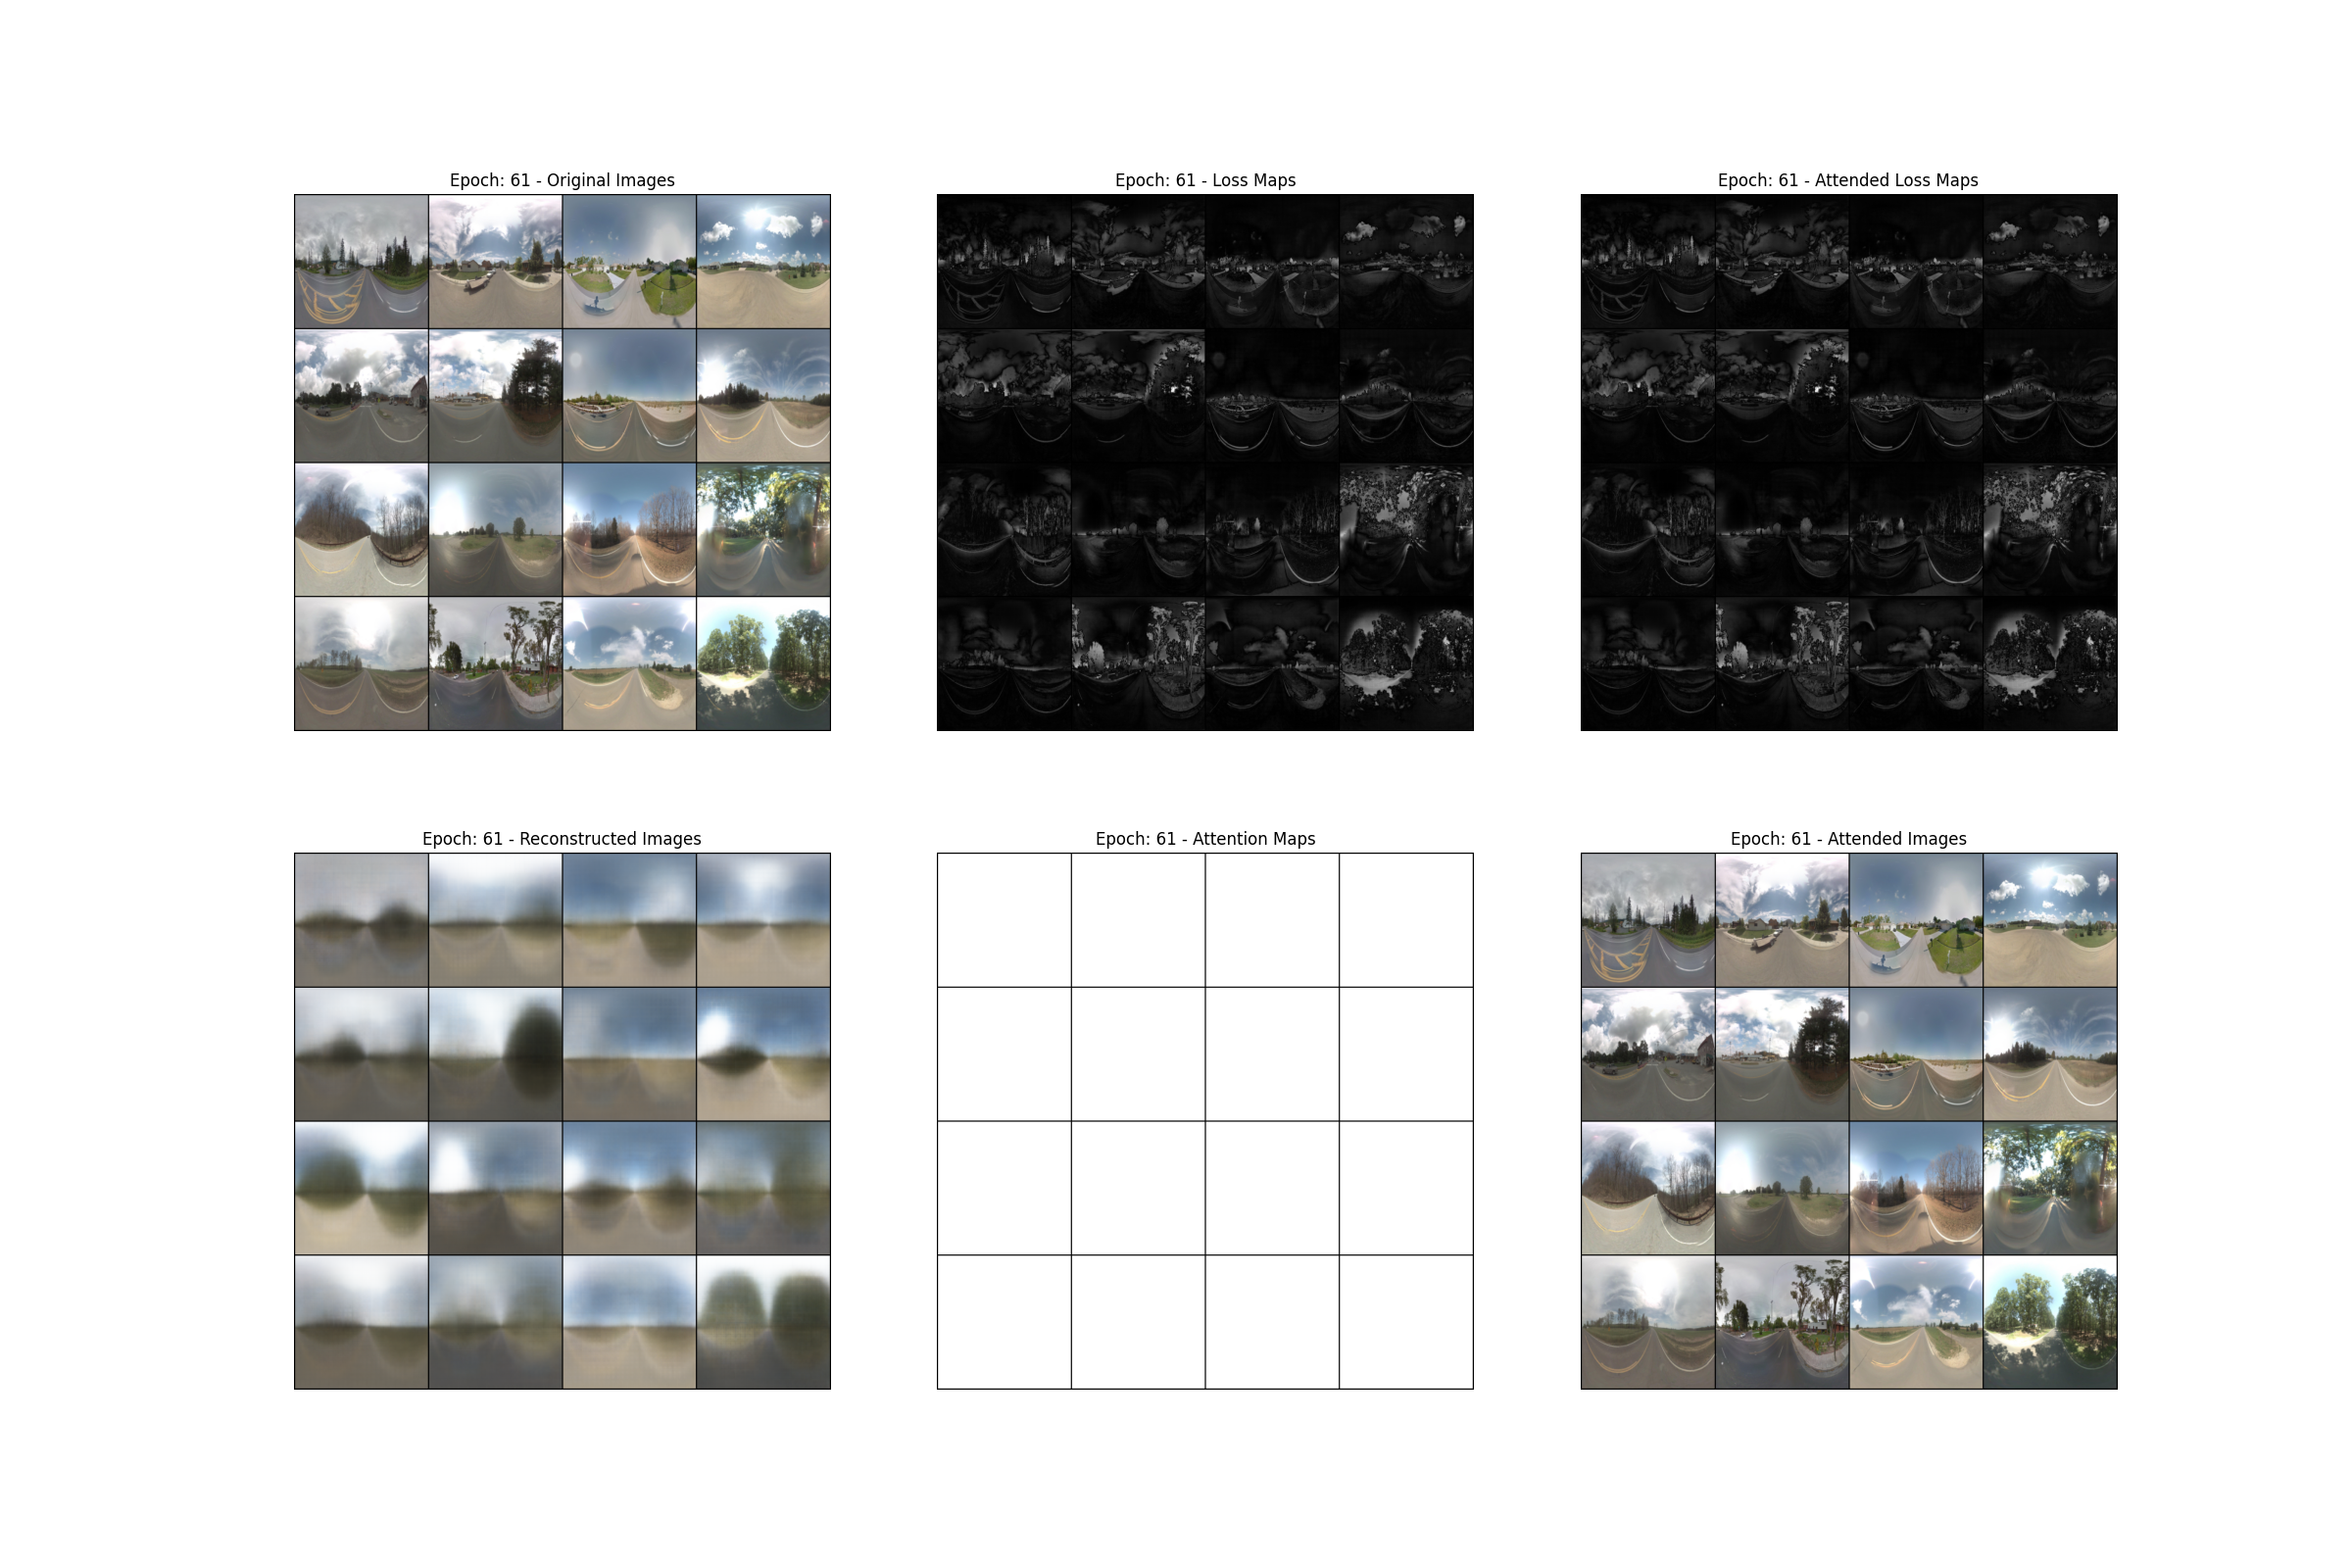 Epoch: 61 - Original Images
Epoch: 61 - Loss Maps
Epoch: 61 - Attended Loss Maps
Epoch: 61 - Reconstructed Images
Epoch: 61 - Attention Maps
Epoch: 61 - Attended Images